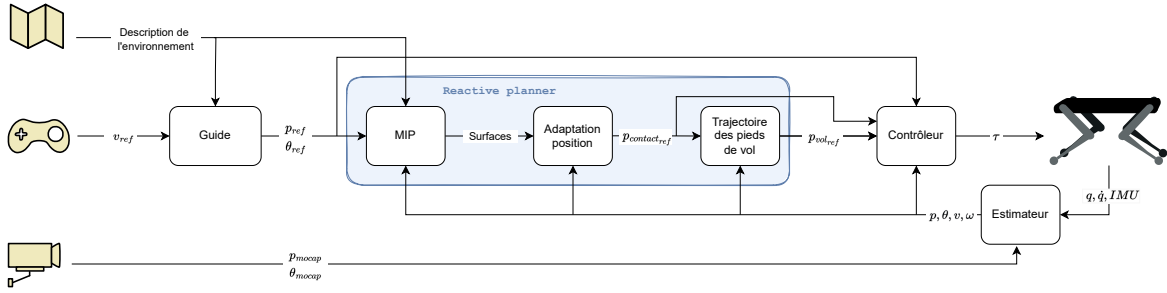 Description de
l'environnement
Reactive planner
v_ref
Guide
p_ref
θ_ref
MIP
Surfaces
Adaptation
position
p_contact_ref
Trajectoire
des pieds
de vol
p_vol_ref
Contrôleur
τ
q, q̇, IMU
p, θ, v, ω
Estimateur
p_mocap
θ_mocap